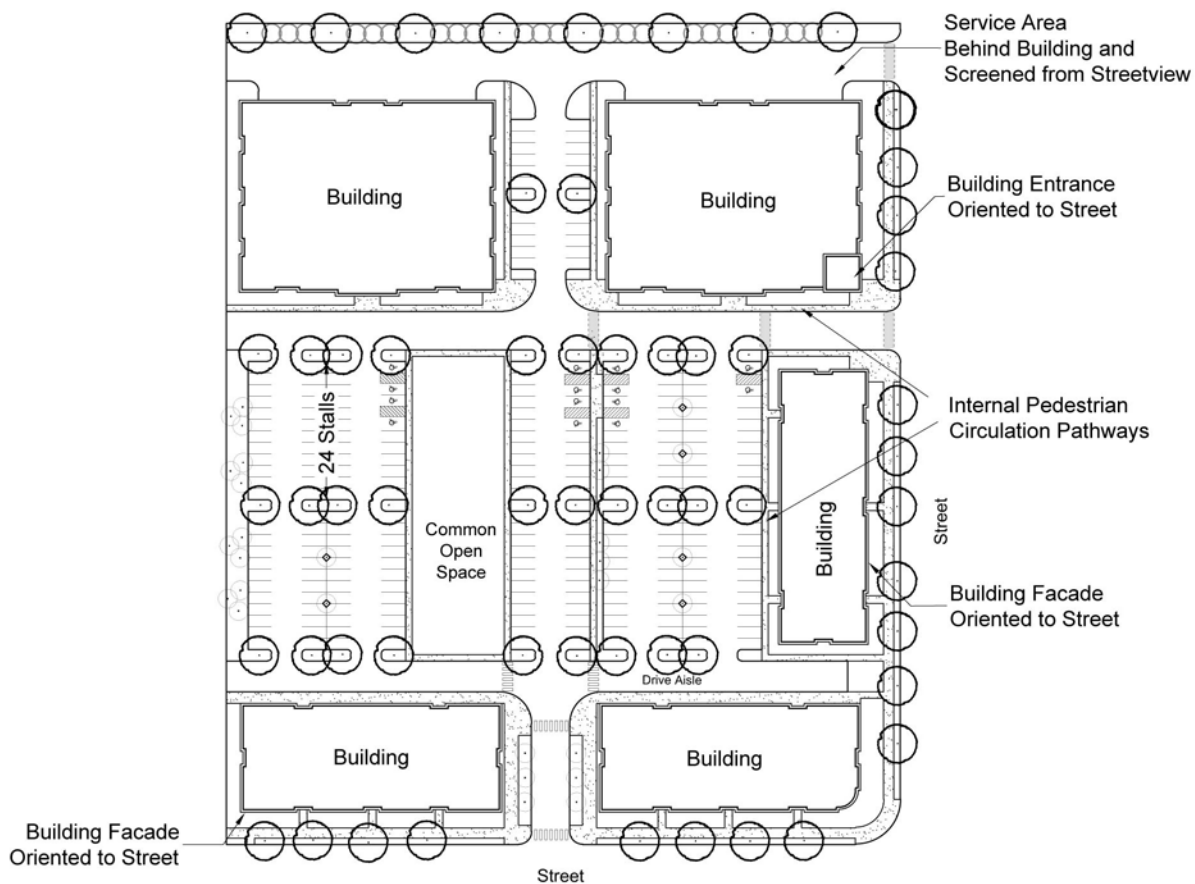 Service Area
Behind Building and
Screened from Streetview
Building
Building
Building Entrance
Oriented to Street
24 Stalls
Internal Pedestrian
Circulation Pathways
Common
Open
Space
Building
Street
Building Facade
Oriented to Street
Drive Aisle
Building
Building
Building Facade
Oriented to Street
Street